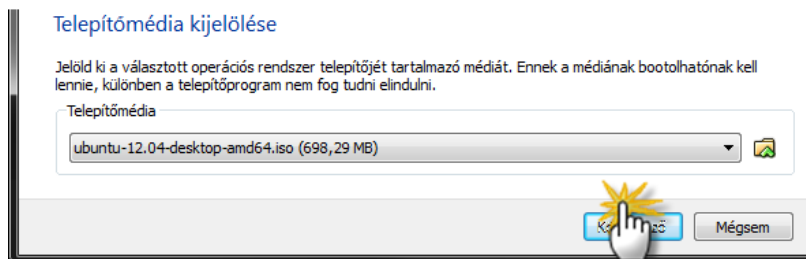 Telepítőmédia kijelölése
Jelöld ki a választott operációs rendszer telepítőjét tartalmazó médiát. Ennek a médiának bootolhatónak kell
lennie, különben a telepítőprogram nem fog tudni elindulni.
Telepítőmédia
ubuntu-12.04-desktop-amd64.iso (698,29 MB)
Mégsem